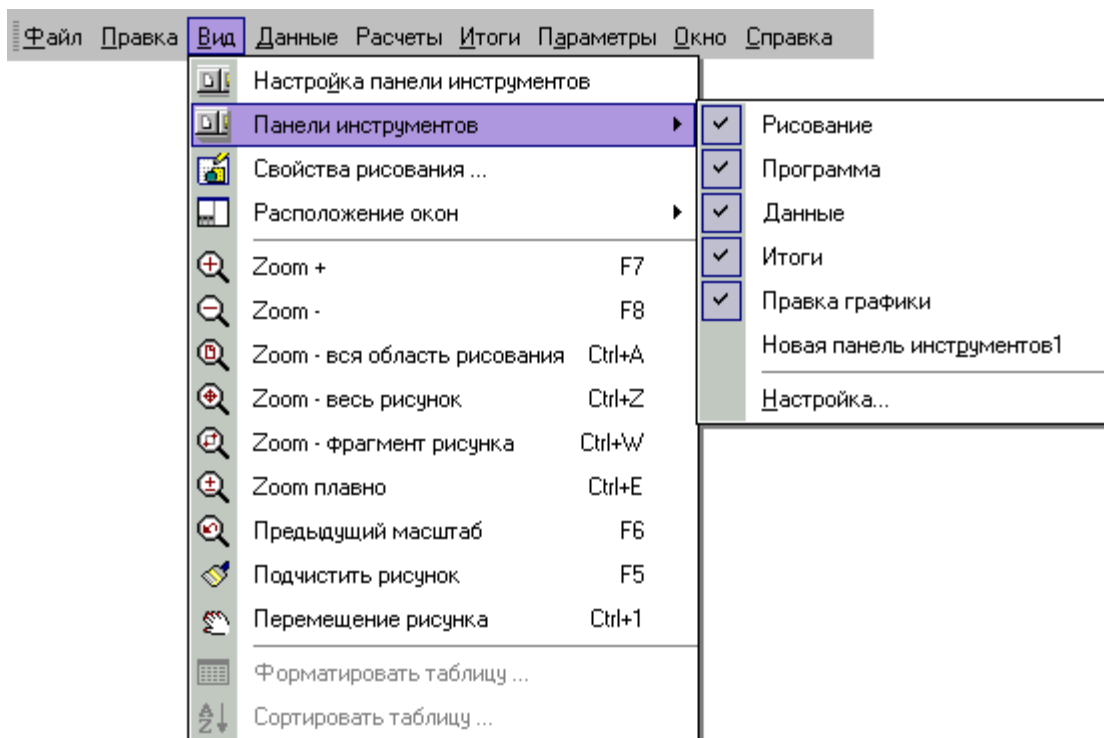 Файл Правка Вид Данные Расчеты Итоги Параметры Окно Справка
Настройка панели инструментов
Панели инструментов
Свойства рисования ...
Расположение окон
Zoom + F7
Zoom - F8
Zoom - вся область рисования Ctrl+A
Zoom - весь рисунок Ctrl+Z
Zoom - фрагмент рисунка Ctrl+W
Zoom плавно Ctrl+E
Предыдущий масштаб F6
Подчистить рисунок F5
Перемещение рисунка Ctrl+1
Форматировать таблицу ...
Сортировать таблицу ...
Рисование
Программа
Данные
Итоги
Правка графики
Новая панель инструментов1
Настройка...